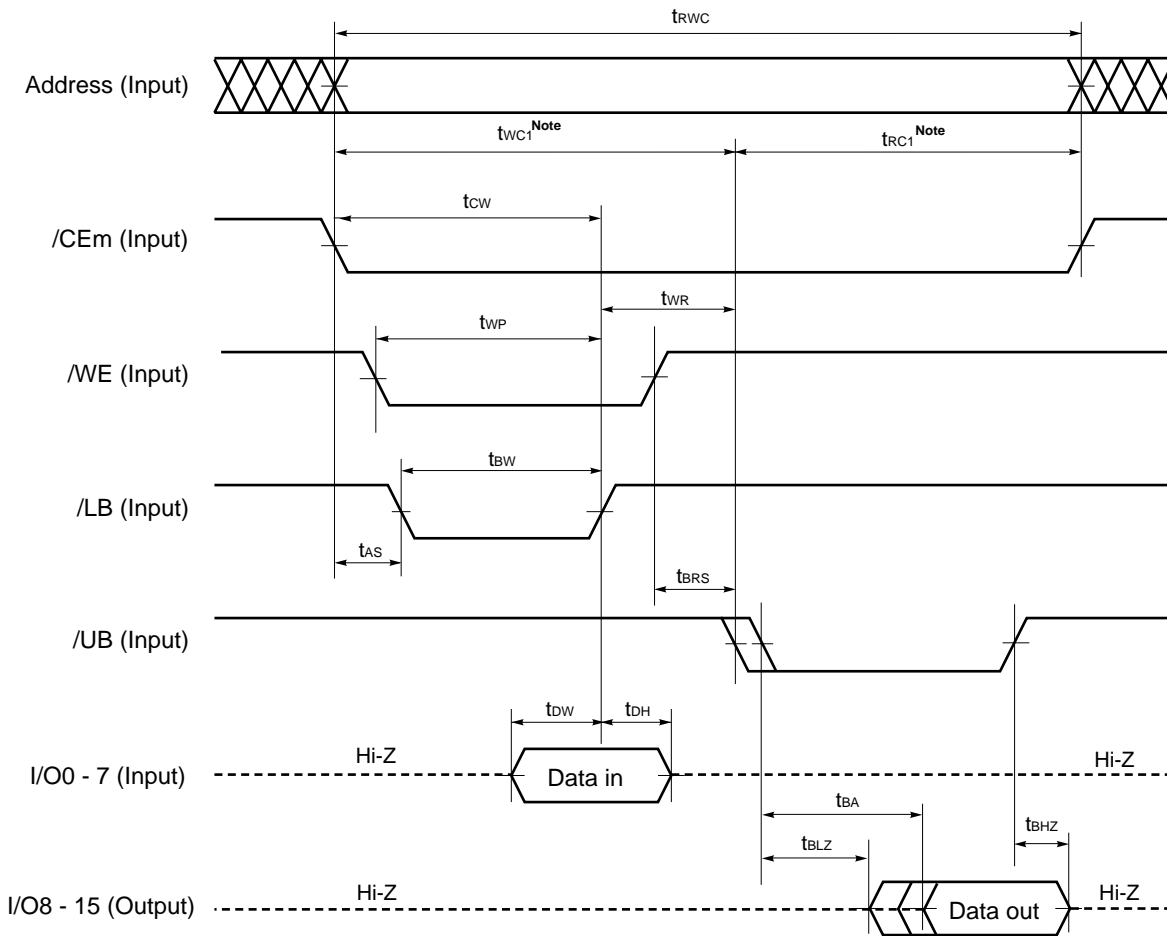 tRWC
Address (Input)
tWC1Note
tRC1Note
tCW
/CEm (Input)
tWR
tWP
/WE (Input)
tBW
/LB (Input)
tAS
tBRS
/UB (Input)
tDW
tDH
Hi-Z
I/O0 - 7 (Input)
Data in
Hi-Z
tBA
tBHZ
tBLZ
Hi-Z
Hi-Z
I/O8 - 15 (Output)
Data out